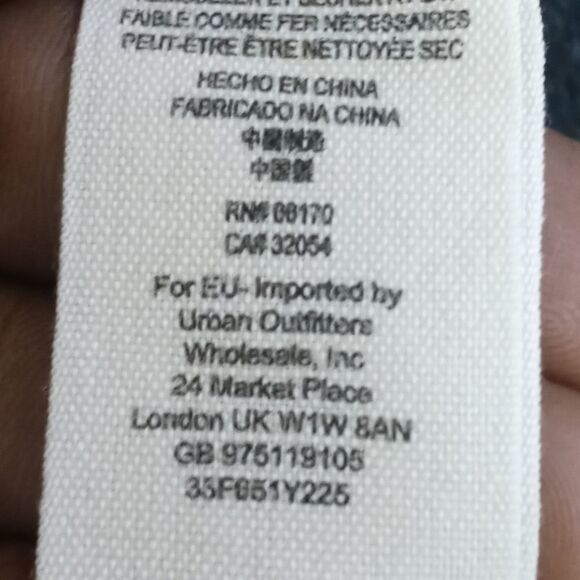 FAIBLE COMME FER NÉCESSAIRES
PEUT-ÊTRE ÊTRE NETTOYÉE SEC
HECHO EN CHINA
FABRICADO NA CHINA
中國製造
中国製
RN# 66170
CA# 32054
For EU- Imported by
Urban Outfitters
Wholesale, Inc
24 Market Place
London UK W1W 8AN
GB 975119105